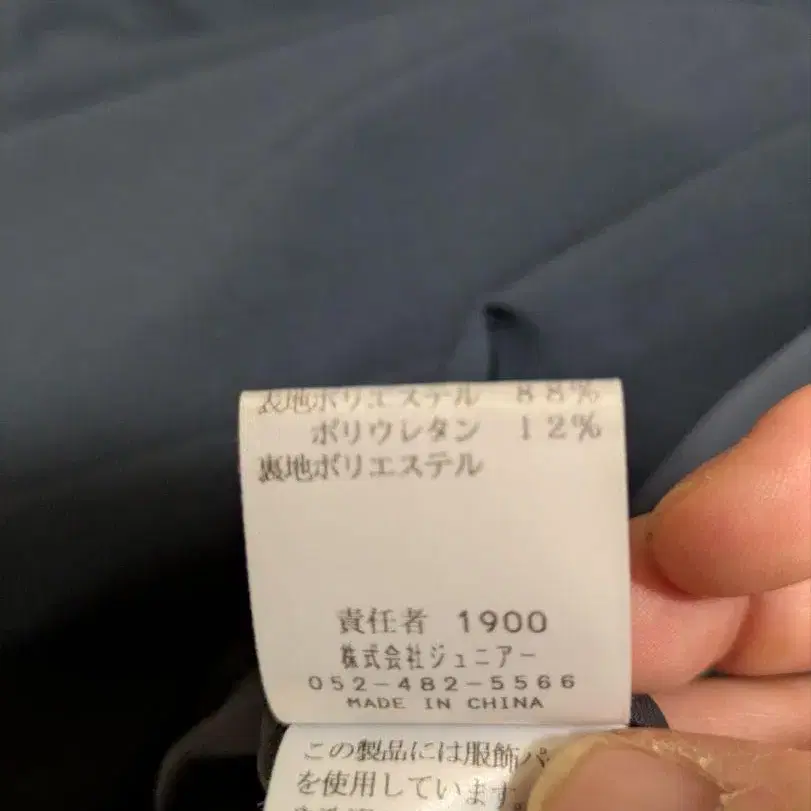 表地ポリエステル 88%
ポリウレタン 12%
裏地ポリエステル
責任者 1900
株式会社ジュニアー
052-482-5566
MADE IN CHINA
この製品には服飾パ
を使用しています。